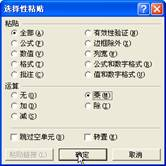 选择性粘贴
粘贴
全部(A) 有效性验证(N)
公式(F) 边框除外(X)
数值(V) 列宽(W)
格式(T) 公式和数字格式(R)
批注(C) 值和数字格式(U)
运算
无(O) 乘(M)
加(D) 除(I)
减(S)
跳过空单元(B) 转置(E)
粘贴链接(L) 确定